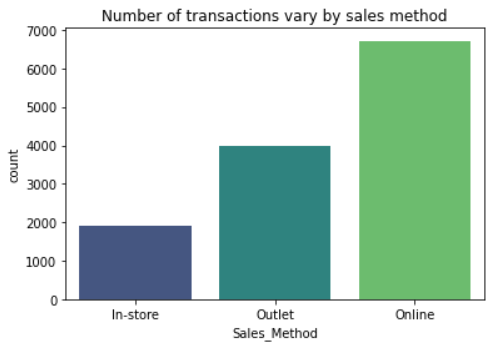 Number of transactions vary by sales method
7000
6000
5000
4000
3000
2000
1000
0
count
In-store Outlet Online
Sales_Method